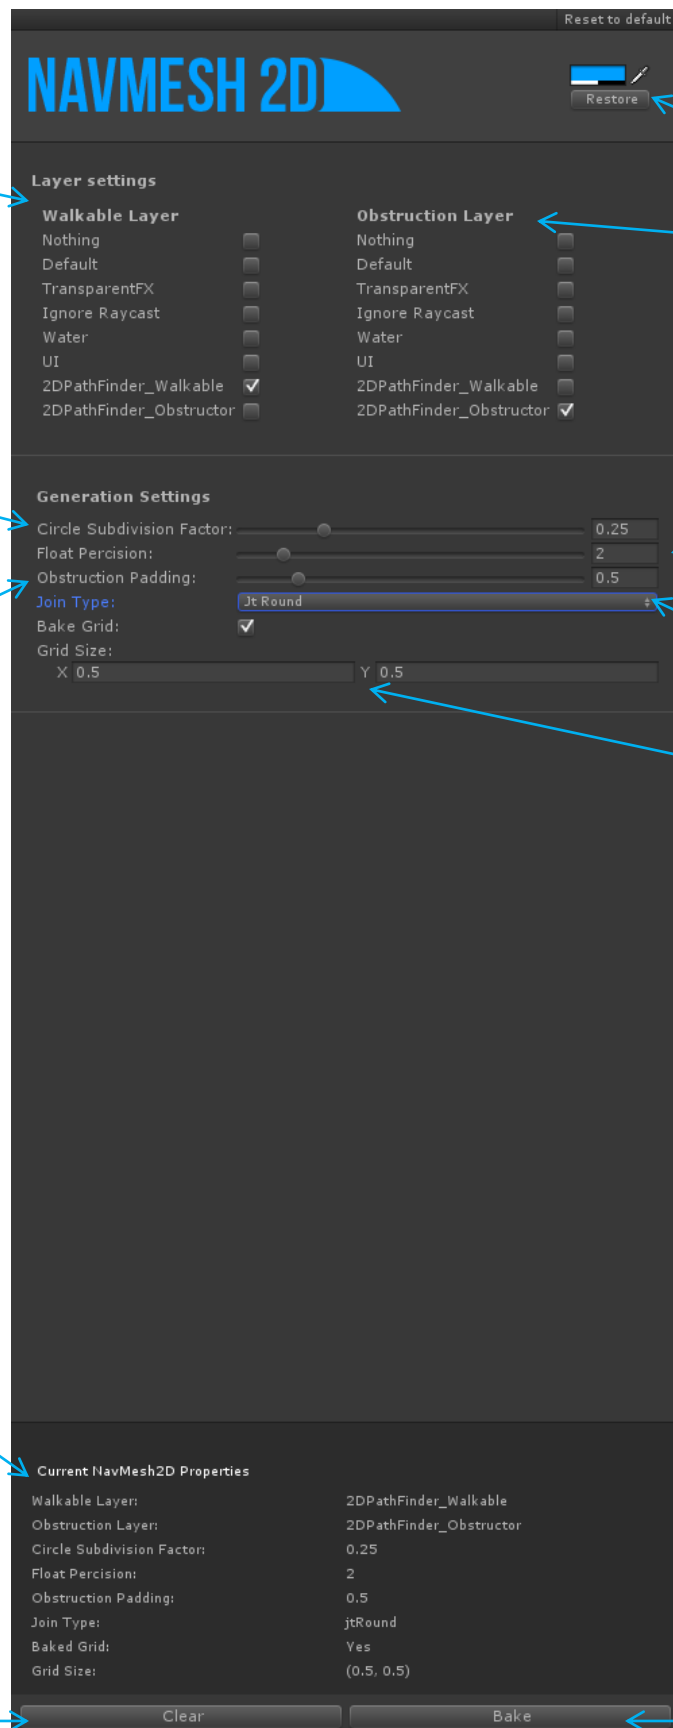 Reset to default
NAVMESH 2D
Restore
Layer settings
Walkable Layer Obstruction Layer
Nothing Nothing
Default Default
TransparentFX TransparentFX
Ignore Raycast Ignore Raycast
Water Water
UI UI
2DPathFinder_Walkable 2DPathFinder_Walkable
2DPathFinder_Obstructor 2DPathFinder_Obstructor
Generation Settings
Circle Subdivision Factor: 0.25
Float Percision: 2
Obstruction Padding: 0.5
Join Type: Jt Round
Bake Grid:
Grid Size:
X 0.5 Y 0.5
Current NavMesh2D Properties
Walkable Layer: 2DPathFinder_Walkable
Obstruction Layer: 2DPathFinder_Obstructor
Circle Subdivision Factor: 0.25
Float Percision: 2
Obstruction Padding: 0.5
Join Type: jtRound
Baked Grid: Yes
Grid Size: (0.5, 0.5)
Clear Bake